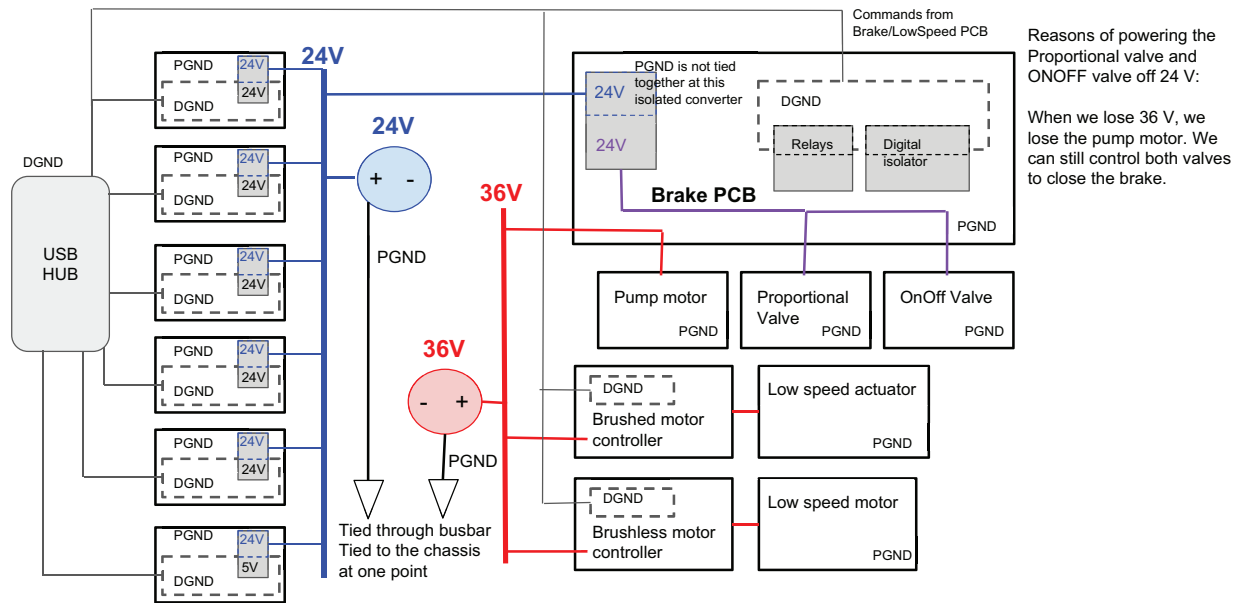 Commands from
Brake/LowSpeed PCB
Reasons of powering the
Proportional valve and
ONOFF valve off 24 V:
When we lose 36 V, we
lose the pump motor. We
can still control both valves
to close the brake.
DGND
USB
HUB
PGND
24V
24V
DGND
PGND
24V
24V
DGND
PGND
24V
24V
DGND
PGND
24V
24V
DGND
PGND
24V
24V
DGND
PGND
24V
5V
DGND
24V
24V
+ -
PGND
36V
36V
- +
PGND
Tied through busbar
Tied to the chassis
at one point
PGND is not tied
together at this
isolated converter
24V
24V
DGND
Relays
Digital
isolator
Brake PCB
PGND
Pump motor
PGND
Proportional
Valve
PGND
OnOff Valve
PGND
DGND
Brushed motor
controller
Low speed actuator
PGND
DGND
Brushless motor
controller
Low speed motor
PGND